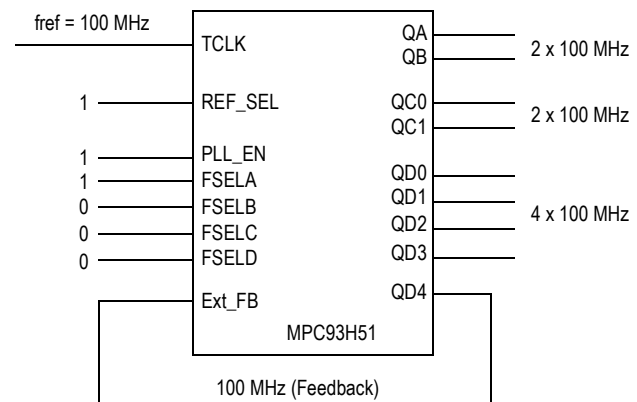 fref = 100 MHz
TCLK
QA
QB
2 x 100 MHz
1
REF_SEL
QC0
QC1
2 x 100 MHz
1
PLL_EN
1
FSELA
0
FSELB
0
FSELC
0
FSELD
QD0
QD1
QD2
QD3
4 x 100 MHz
Ext_FB
QD4
MPC93H51
100 MHz (Feedback)